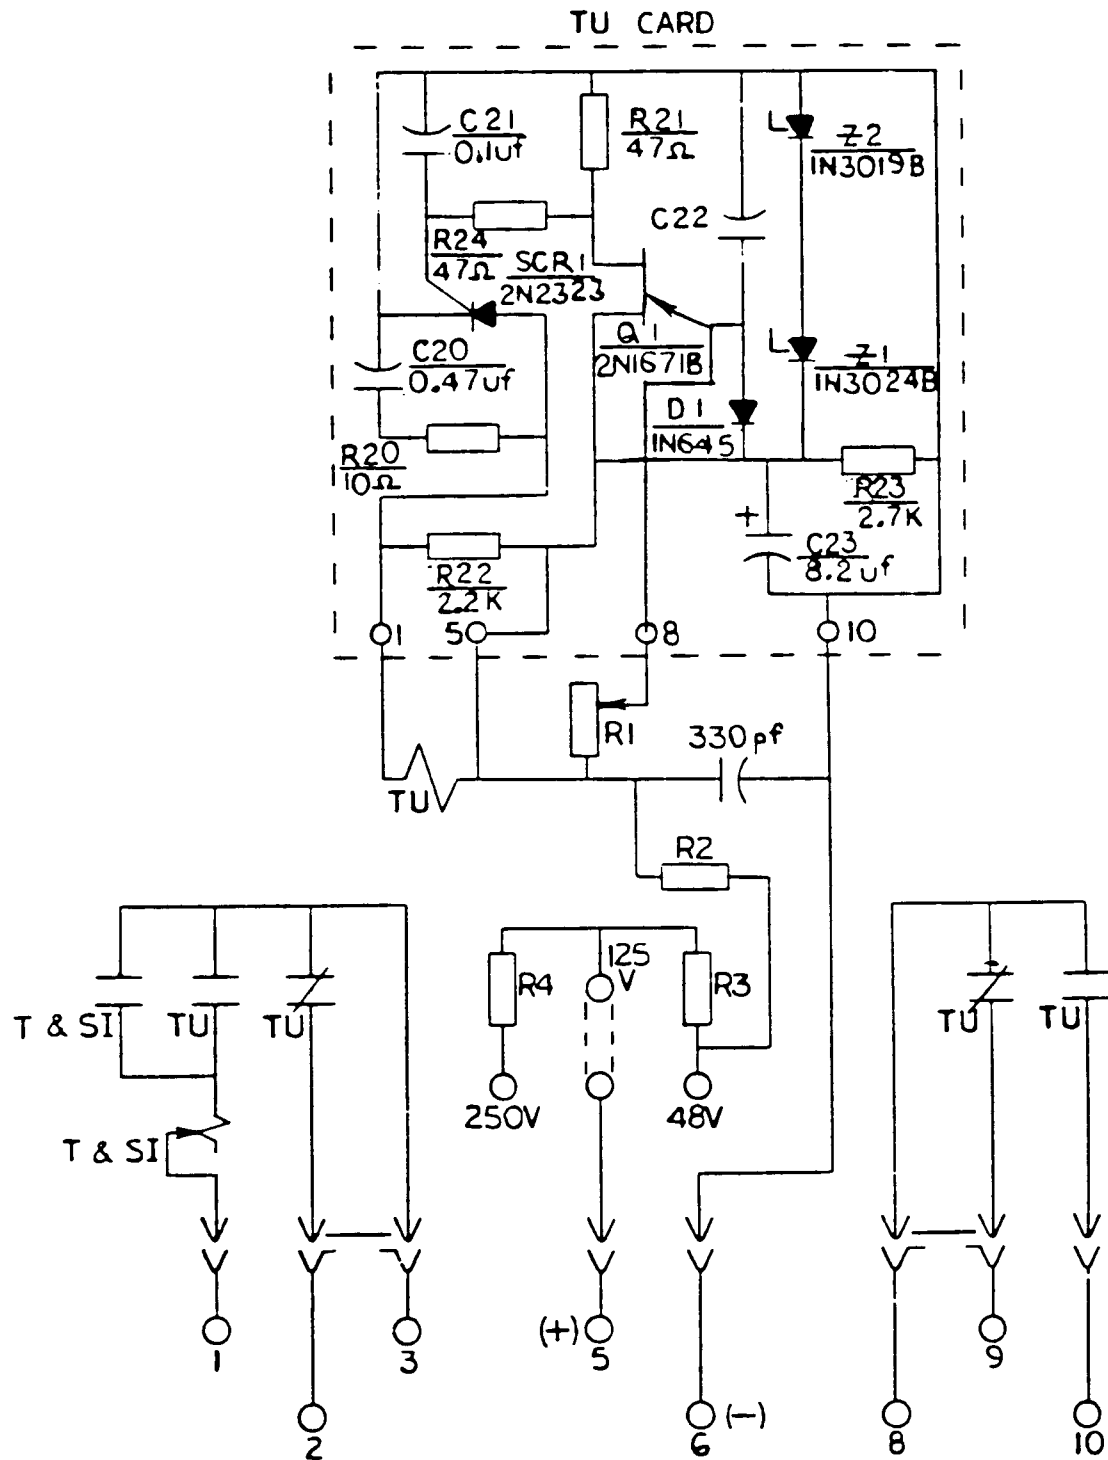 TU CARD
C21
0.1uf
R21
47Ω
Z2
1N3019B
C22
R24
47Ω
SCR1
2N2323
Q1
2N1671B
Z1
1N3024B
C20
0.47uf
D1
1N645
R20
10Ω
R23
2.7K
+
C23
8.2uf
R22
2.2K
1
5
8
10
R1
330pf
TU
R2
125
V
R4
R3
T & SI
TU
TU
TU
TU
250V
48V
T & SI
1
3
(+)
5
9
2
6
(-)
8
10